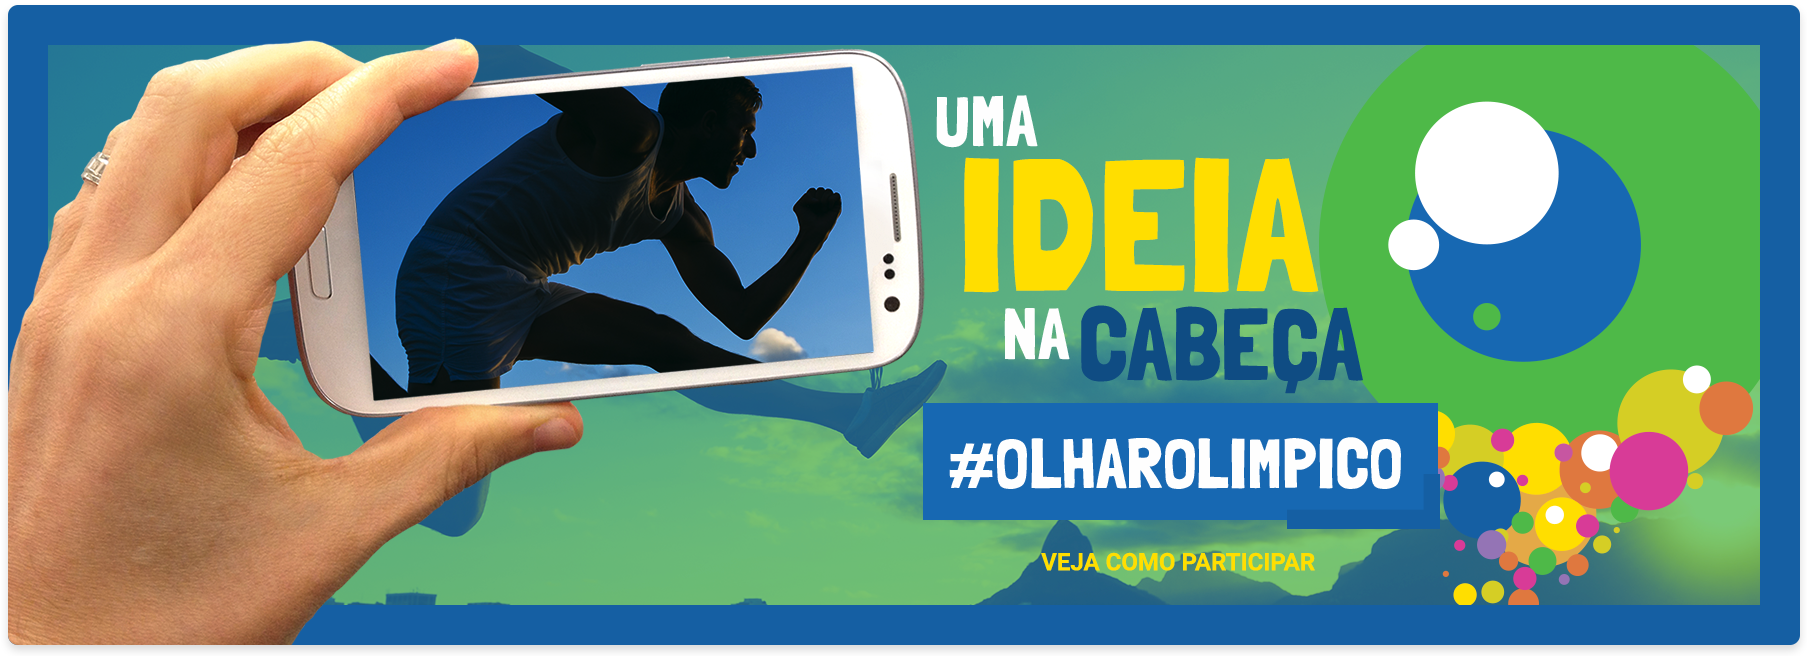 UMA
IDEIA
NA CABEÇA
#OLHAROLIMPICO
VEJA COMO PARTICIPAR